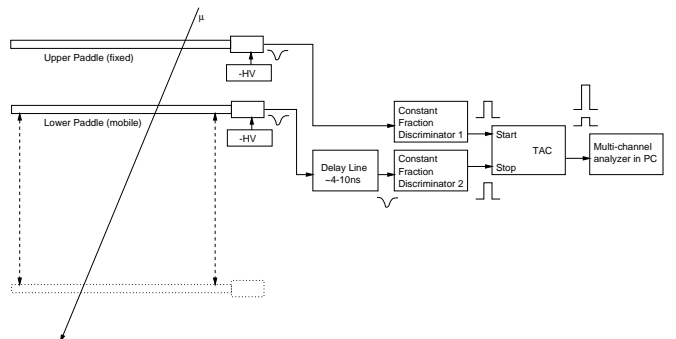 μ
Upper Paddle (fixed)
-HV
Lower Paddle (mobile)
-HV
Constant
Fraction
Discriminator 1
Start
TAC
Stop
Multi-channel
analyzer in PC
Delay Line
~4-10ns
Constant
Fraction
Discriminator 2